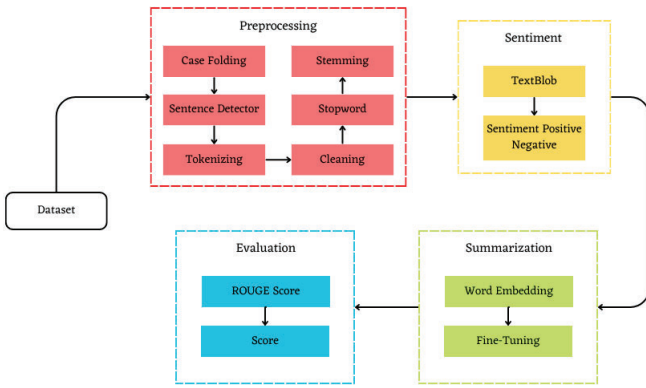 Preprocessing
Case Folding
Sentence Detector
Tokenizing
Cleaning
Stopword
Stemming
Sentiment
TextBlob
Sentiment Positive
Negative
Dataset
Summarization
Word Embedding
Fine-Tuning
Evaluation
ROUGE Score
Score